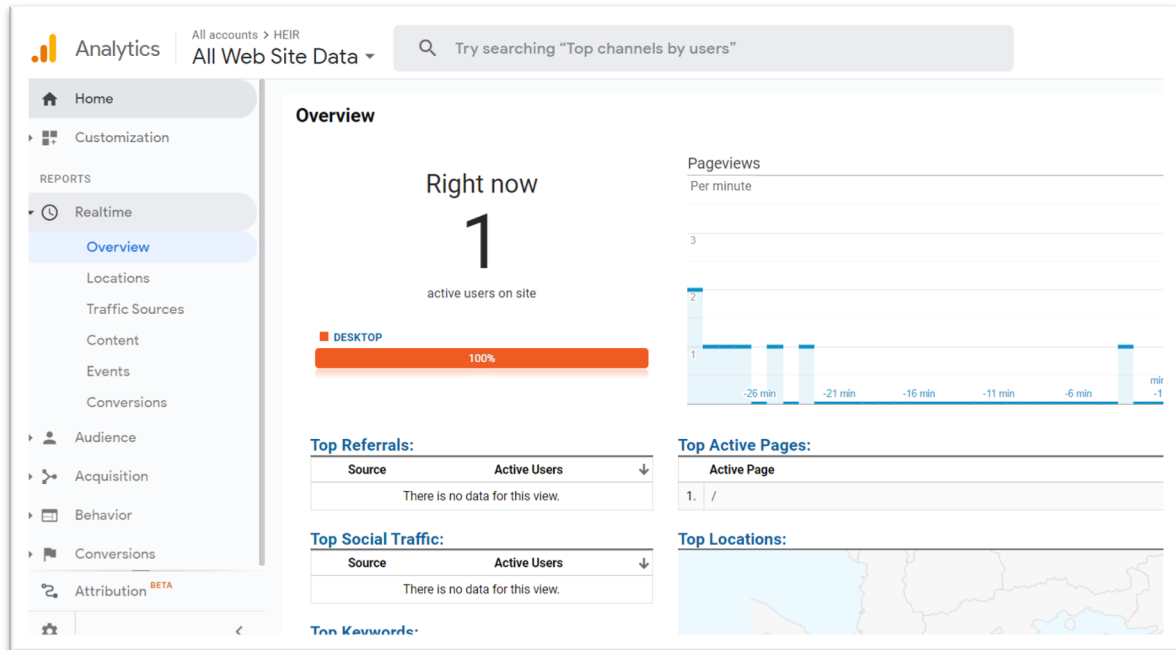 Analytics
All accounts > HEIR
All Web Site Data
Try searching “Top channels by users”
Home
Customization
REPORTS
Realtime
Overview
Locations
Traffic Sources
Content
Events
Conversions
Audience
Acquisition
Behavior
Conversions
Attribution BETA
Overview
Right now
1
active users on site
DESKTOP
100%
Pageviews
Per minute
3
2
1
-26 min -21 min -16 min -11 min -6 min
-1
Top Referrals:
Source Active Users
There is no data for this view.
Top Social Traffic:
Source Active Users
There is no data for this view.
Top Keywords:
Top Active Pages:
Active Page
1. /
Top Locations: